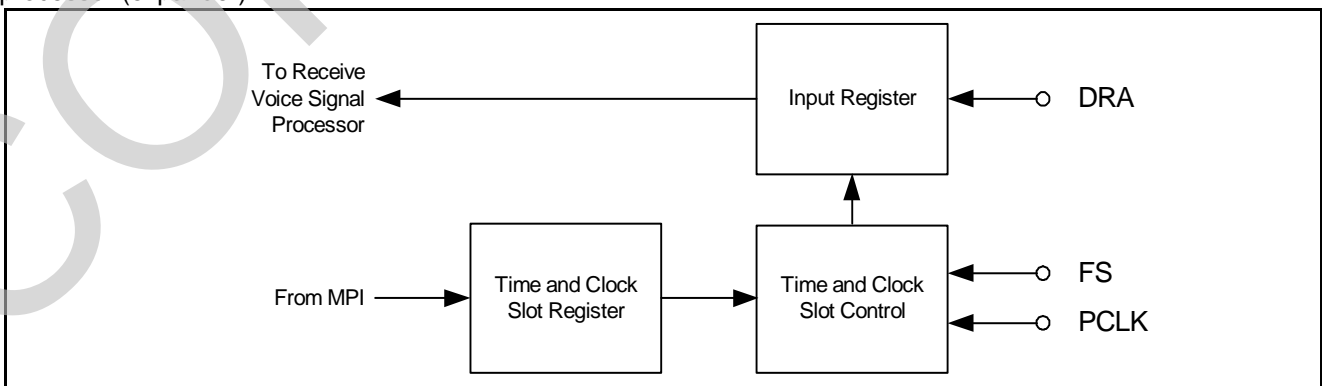 To Receive
Voice Signal
Processor
Input Register
DRA
From MPI
Time and Clock
Slot Register
Time and Clock
Slot Control
FS
PCLK